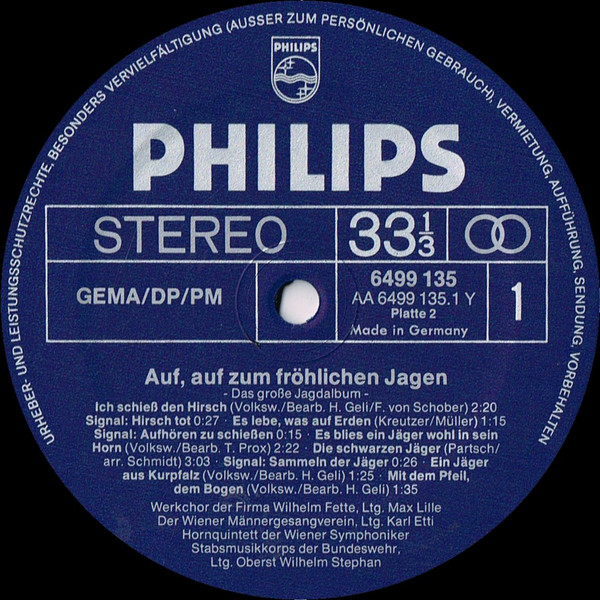 URHEBER- UND LEISTUNGSSCHUTZRECHTE, BESONDERS VERVIELFÄLTIGUNG (AUSSER ZUM PERSÖNLICHEN GEBRAUCH), VERMIETUNG, AUFFÜHRUNG, SENDUNG, VORBEHALTEN
PHILIPS
PHILIPS
STEREO 33 1/3
GEMA/DP/PM
6499 135
AA 6499 135.1 Y
Platte 2
Made in Germany
1
Auf, auf zum fröhlichen Jagen
- Das große Jagdalbum -
Ich schieß den Hirsch (Volksw./Bearb. H. Geli/F. von Schober) 2:20
Signal: Hirsch tot 0:27 · Es lebe, was auf Erden (Kreutzer/Müller) 1:15
Signal: Aufhören zu schießen 0:15 · Es blies ein Jäger wohl in sein
Horn (Volksw./Bearb. T. Prox) 2:22 · Die schwarzen Jäger (Partsch/
arr. Schmidt) 3:03 · Signal: Sammeln der Jäger 0:26 · Ein Jäger
aus Kurpfalz (Volksw./Bearb. H. Geli) 1:25 · Mit dem Pfeil,
dem Bogen (Volksw./Bearb. H. Geli) 1:35
Werkchor der Firma Wilhelm Fette, Ltg. Max Lille
Der Wiener Männergesangverein, Ltg. Karl Etti
Hornquintett der Wiener Symphoniker
Stabsmusikkorps der Bundeswehr,
Ltg. Oberst Wilhelm Stephan